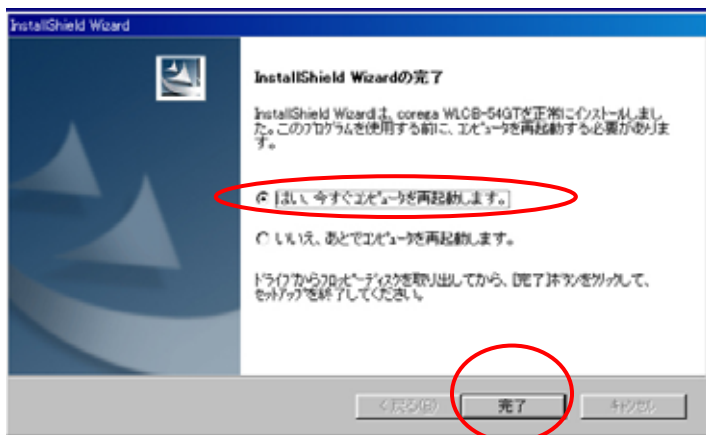 InstallShield Wizard
InstallShield Wizardの完了
InstallShield Wizardは、corega WLCB-54GTを正常にインストールしまし
た。このプログラムを使用する前に、コンピュータを再起動する必要がありま
す。
はい、今すぐコンピュータを再起動します。
いいえ、あとでコンピュータを再起動します。
ドライブからフロッピーディスクを取り出してから、[完了]ボタンをクリックして、
セットアップを終了してください。
< 戻る(B)
完了
キャンセル